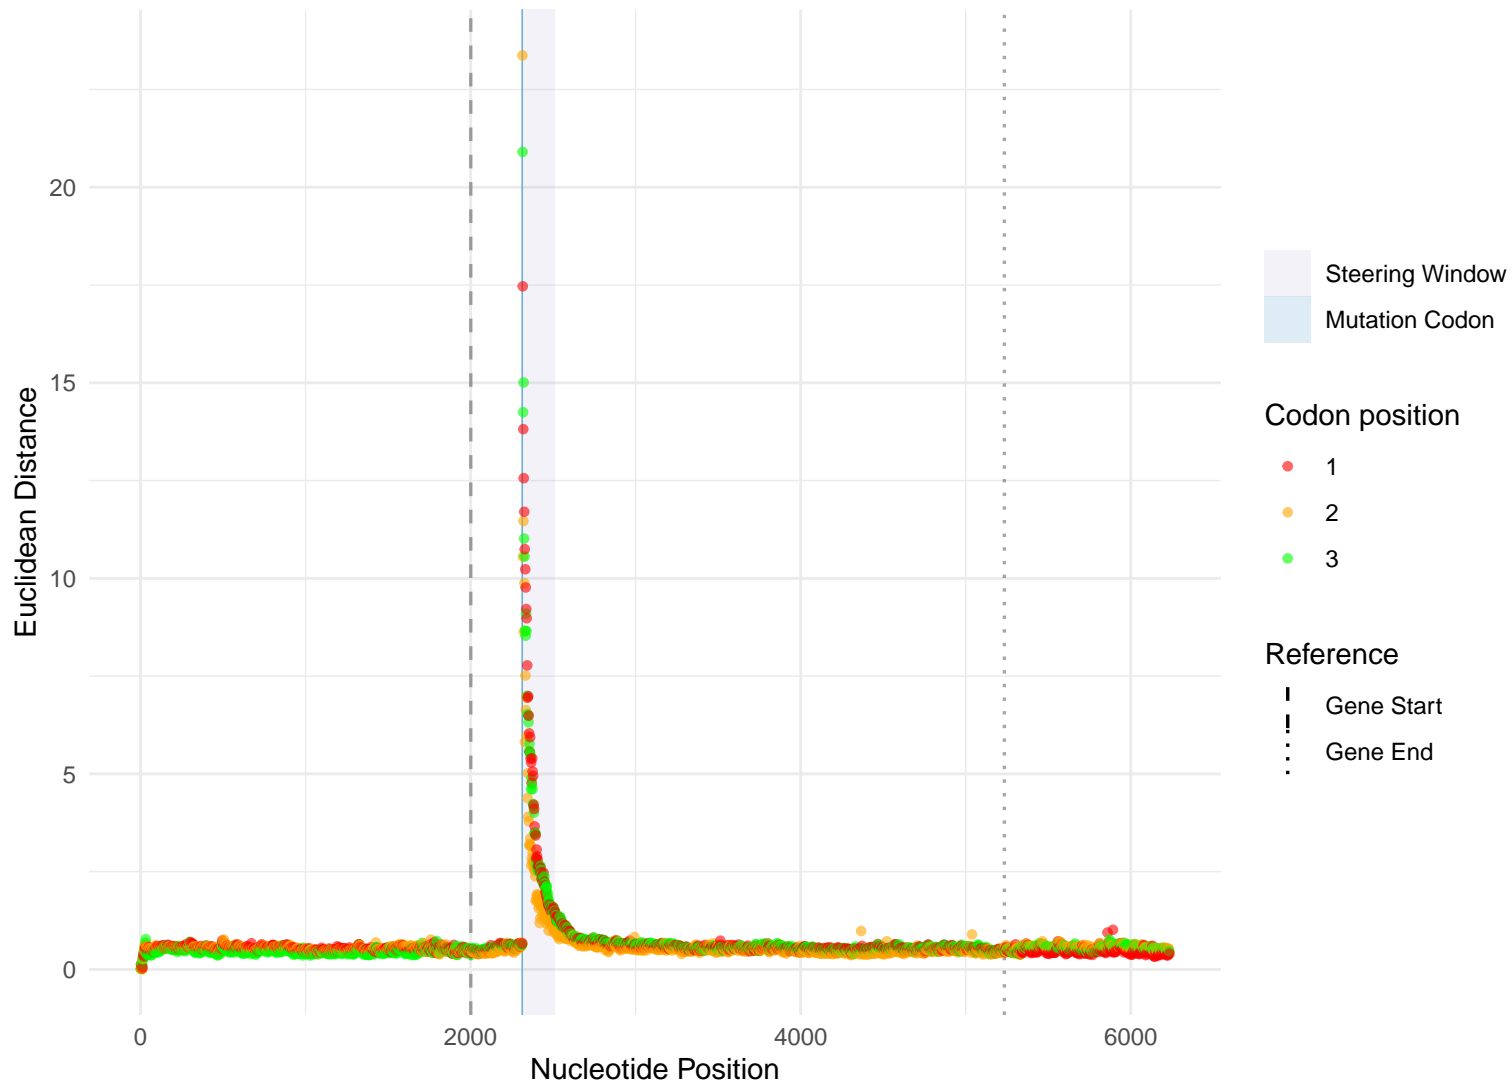 20
15
10
5
0
0 2000 4000 6000
Nucleotide Position
Euclidean Distance
Steering Window
Mutation Codon
Codon position
1
2
3
Reference
Gene Start
Gene End